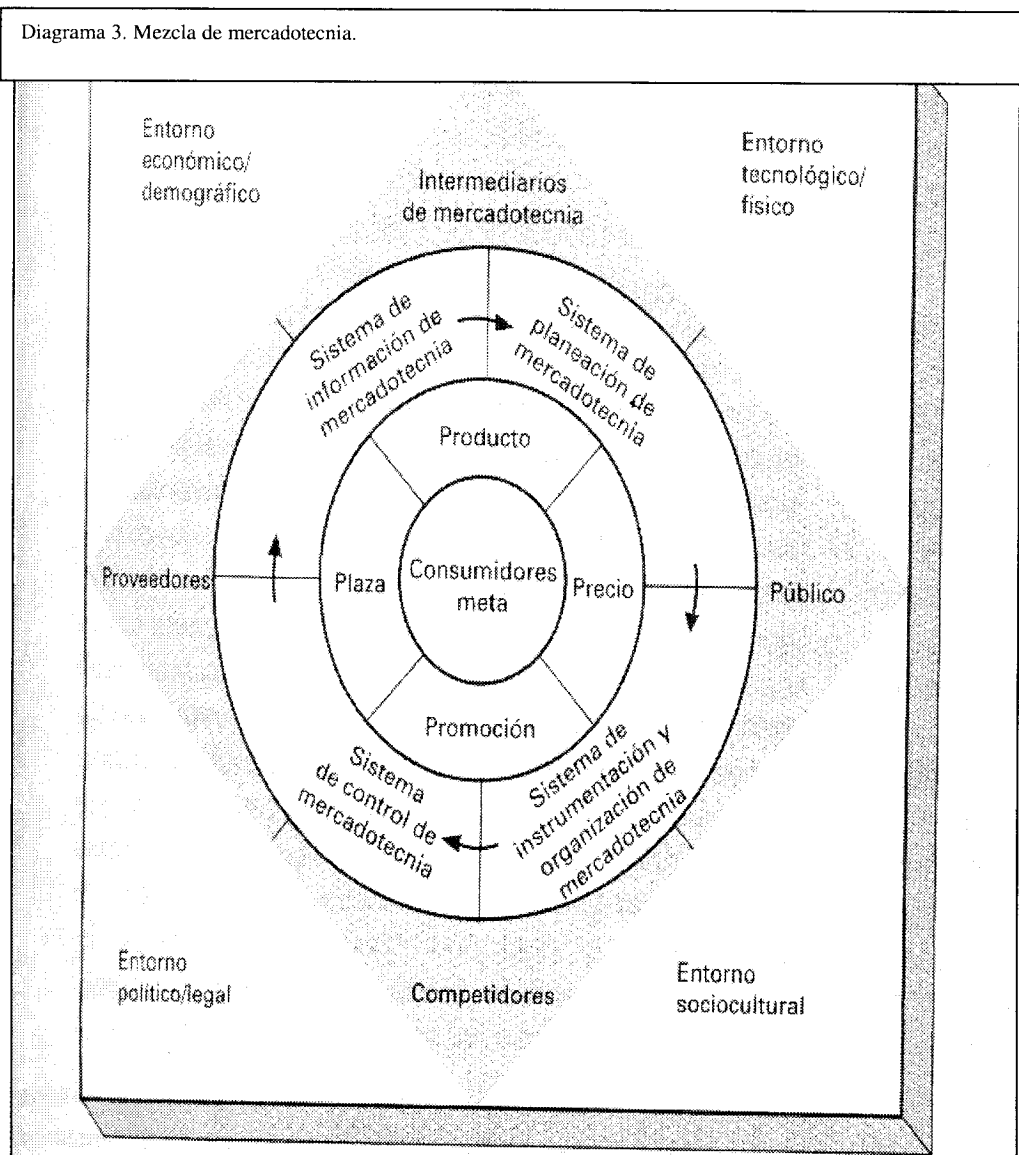 Diagrama 3. Mezcla de mercadotecnia.
Entorno
económico/
demográfico
Entorno
tecnológico/
físico
Intermediarios
de mercadotecnia
Sistema de
información de
mercadotecnia
Sistema de
planeación de
mercadotecnia
Producto
Proveedores
Plaza
Consumidores
meta
Precio
Público
Promoción
Sistema
de control de
mercadotecnia
Sistema de
instrumentación y
organización de
mercadotecnia
Entorno
político/legal
Competidores
Entorno
sociocultural